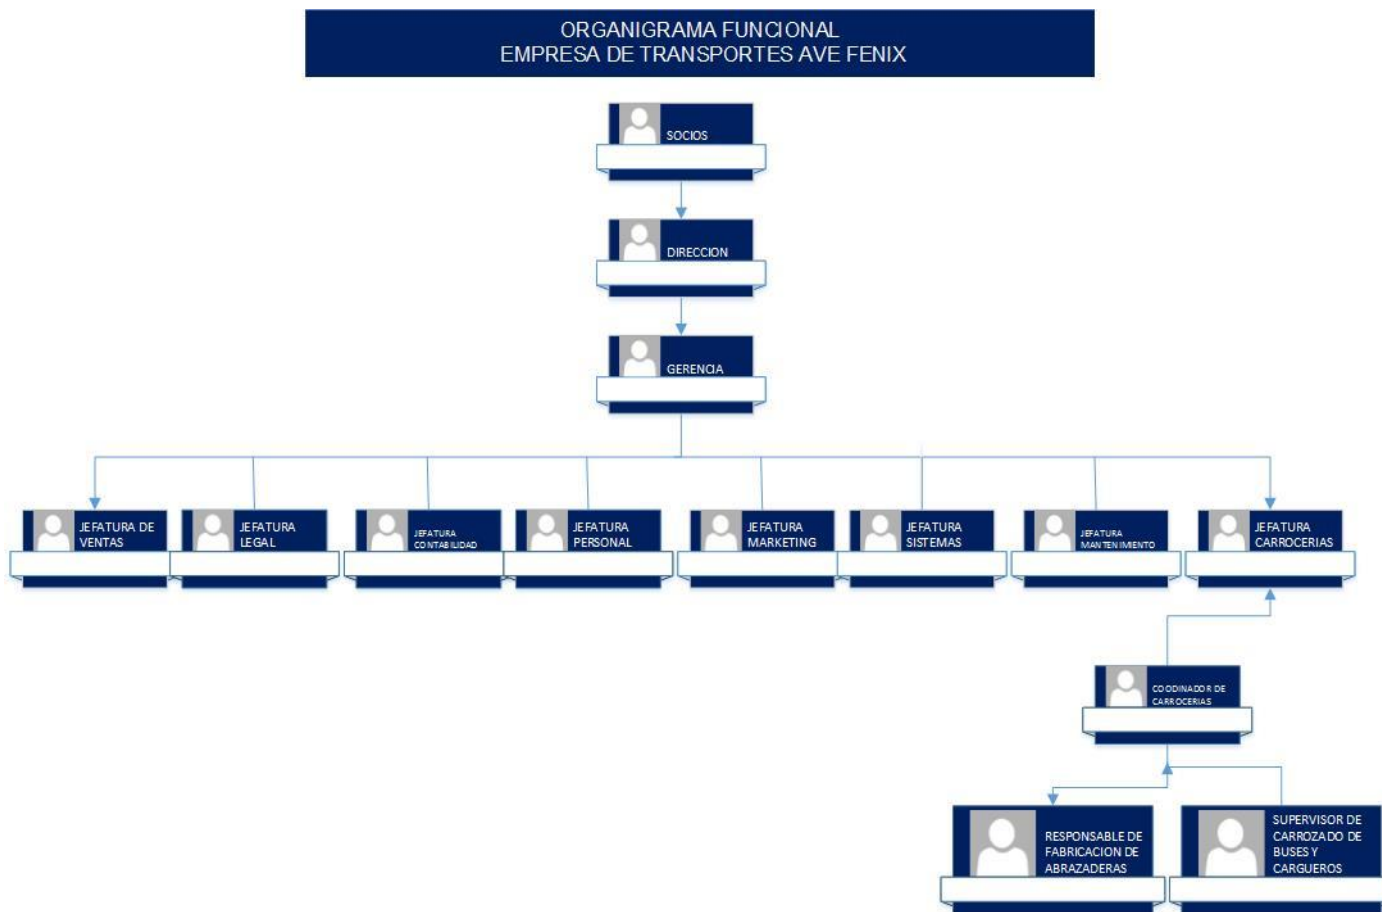 ORGANIGRAMA FUNCIONAL
EMPRESA DE TRANSPORTES AVE FENIX
SOCIOS
DIRECCION
GERENCIA
JEFATURA DE
VENTAS
JEFATURA
LEGAL
JEFATURA
CONTABILIDAD
JEFATURA
PERSONAL
JEFATURA
MARKETING
JEFATURA
SISTEMAS
JEFATURA
MANTENIMIENTO
JEFATURA
CARROCERIAS
COODINADOR DE
CARROCERIAS
RESPONSABLE DE
FABRICACION DE
ABRAZADERAS
SUPERVISOR DE
CARROZADO DE
BUSES Y
CARGUEROS